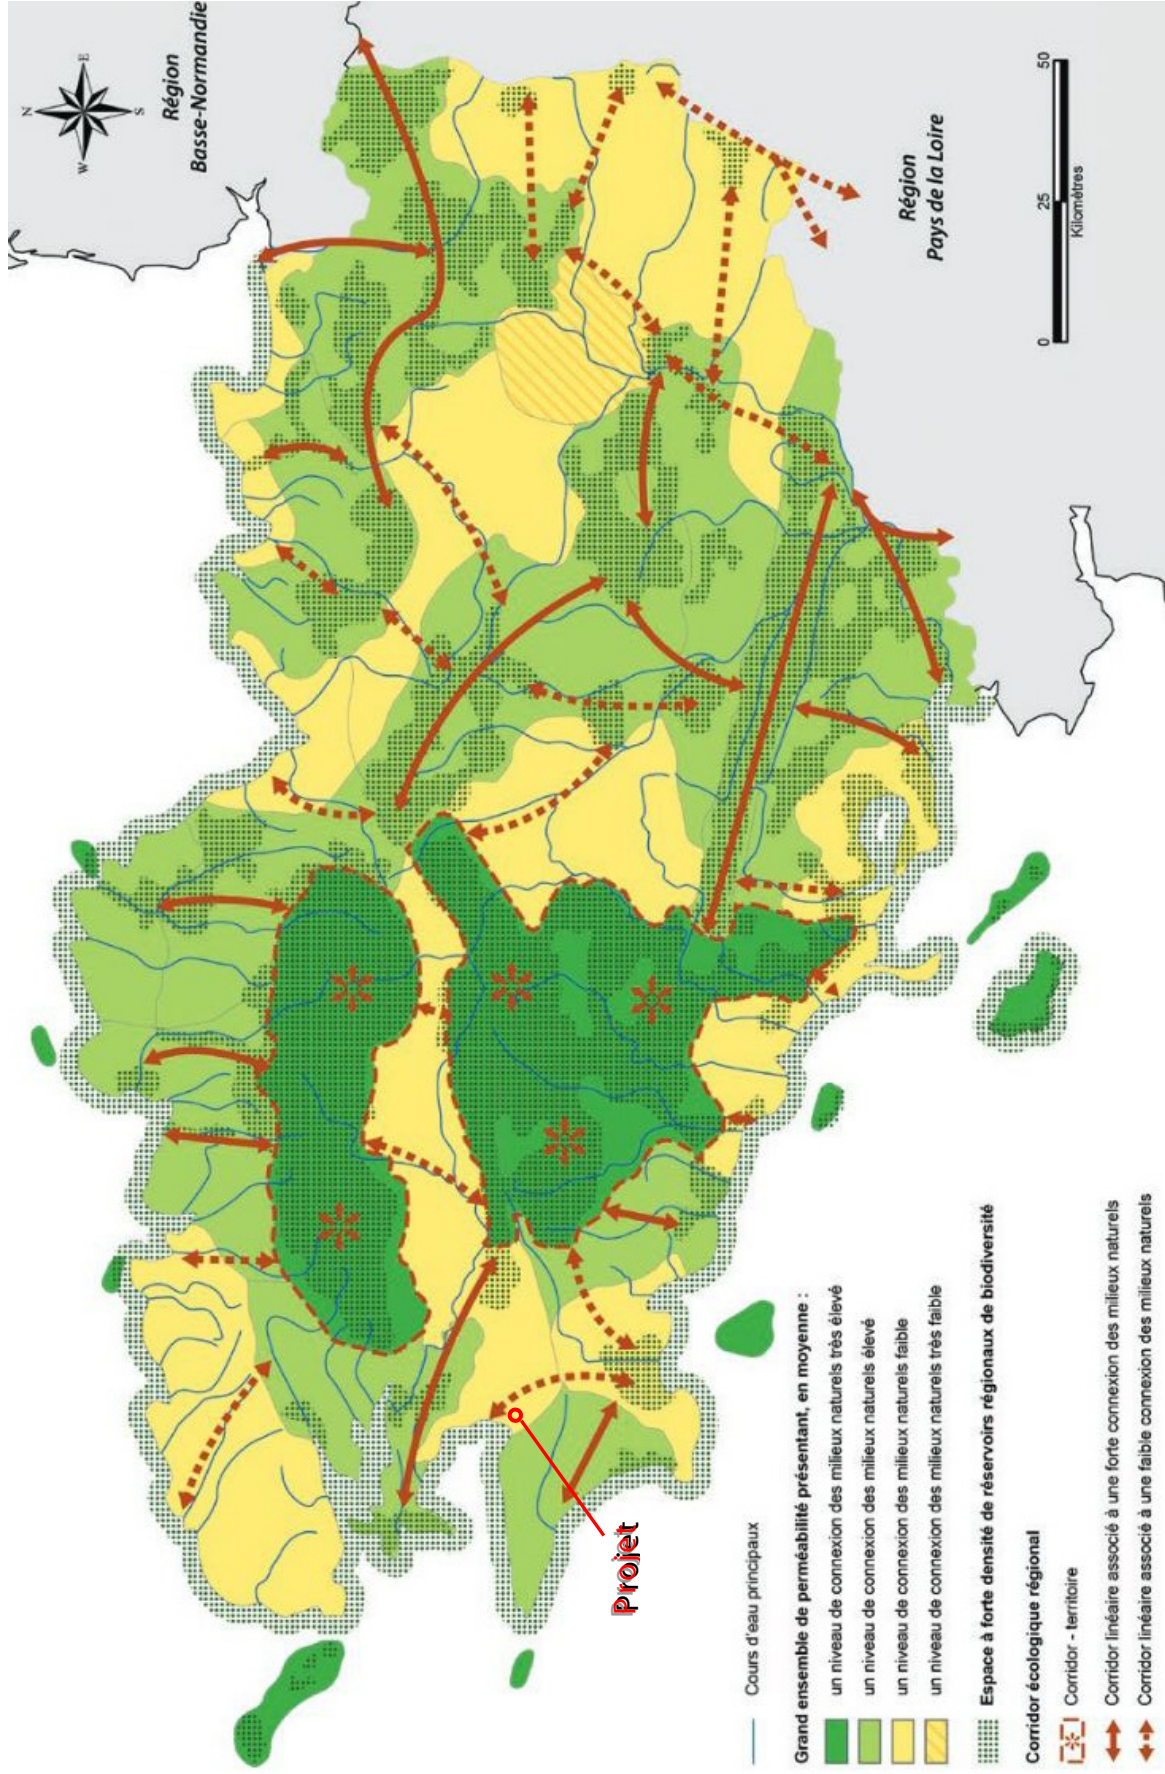 N
E
S
W
Région
Basse-Normandie
Région
Pays de la Loire
0 25 50
Kilomètres
Projet
Cours d'eau principaux
Grand ensemble de perméabilité présentant, en moyenne :
un niveau de connexion des milieux naturels très élevé
un niveau de connexion des milieux naturels élevé
un niveau de connexion des milieux naturels faible
un niveau de connexion des milieux naturels très faible
Espace à forte densité de réservoirs régionaux de biodiversité
Corridor écologique régional
Corridor - territoire
Corridor linéaire associé à une forte connexion des milieux naturels
Corridor linéaire associé à une faible connexion des milieux naturels